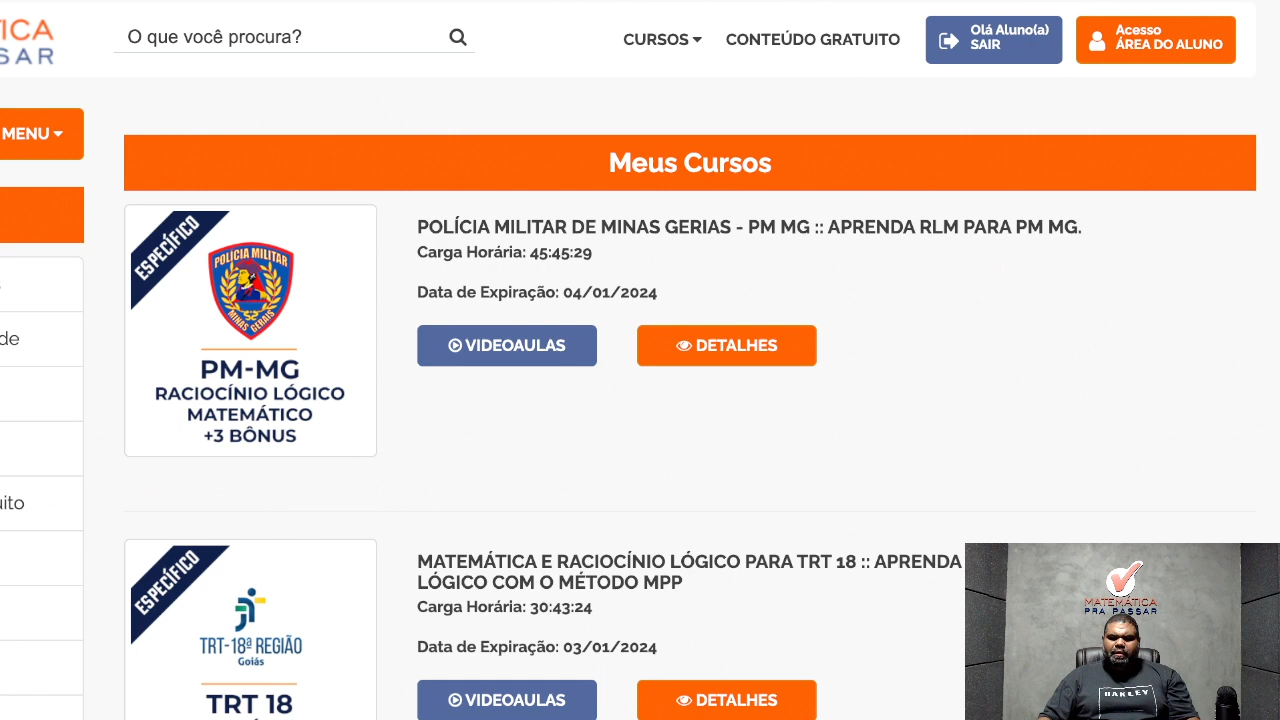 TICA
SSAR
O que você procura?
CURSOS
CONTEÚDO GRATUITO
Olá Aluno(a)
SAIR
Acesso
ÁREA DO ALUNO
MENU
Meus Cursos
ESPECÍFICO
POLÍCIA MILITAR
MINAS GERAIS
PM-MG
RACIOCÍNIO LÓGICO
MATEMÁTICO
+3 BÔNUS
POLÍCIA MILITAR DE MINAS GERIAS - PM MG :: APRENDA RLM PARA PM MG.
Carga Horária: 45:45:29
Data de Expiração: 04/01/2024
VIDEOAULAS
DETALHES
de
uito
ESPECÍFICO
TRT-18ª REGIÃO
Goiás
TRT 18
MATEMÁTICA E RACIOCÍNIO LÓGICO PARA TRT 18 :: APRENDA
LÓGICO COM O MÉTODO MPP
Carga Horária: 30:43:24
Data de Expiração: 03/01/2024
VIDEOAULAS
DETALHES
MATEMÁTICA
PRA PASSAR
OAKLEY